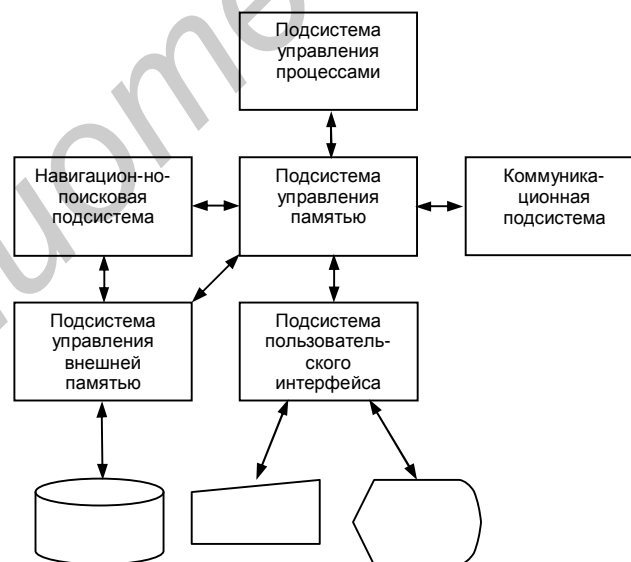 Подсистема
управления
процессами
Навигацион-но-
поисковая
подсистема
Подсистема
управления
памятью
Коммуника-
ционная
подсистема
Подсистема
управления
внешней
памятью
Подсистема
пользователь-
ского
интерфейса